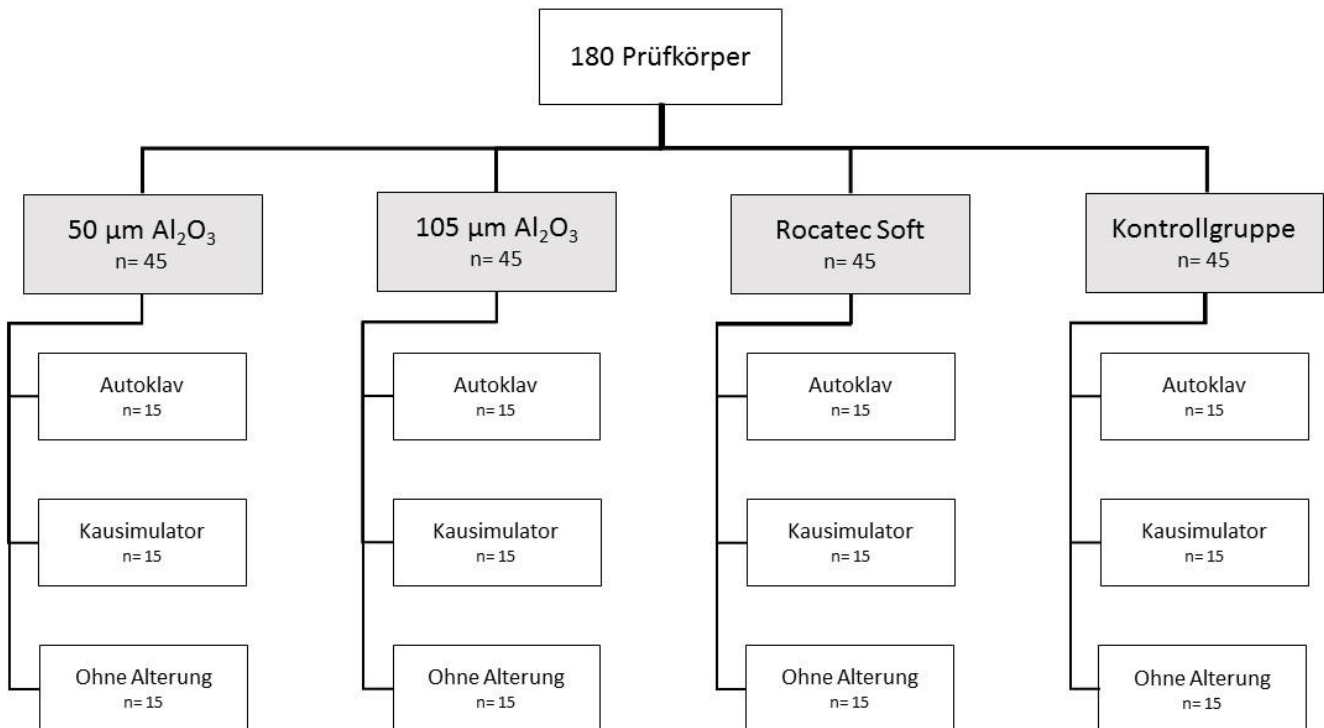 180 Prüfkörper
50 µm Al₂O₃
n= 45
105 µm Al₂O₃
n= 45
Rocatec Soft
n= 45
Kontrollgruppe
n= 45
Autoklav
n= 15
Autoklav
n= 15
Autoklav
n= 15
Autoklav
n= 15
Kausimulator
n= 15
Kausimulator
n= 15
Kausimulator
n= 15
Kausimulator
n= 15
Ohne Alterung
n= 15
Ohne Alterung
n= 15
Ohne Alterung
n= 15
Ohne Alterung
n= 15